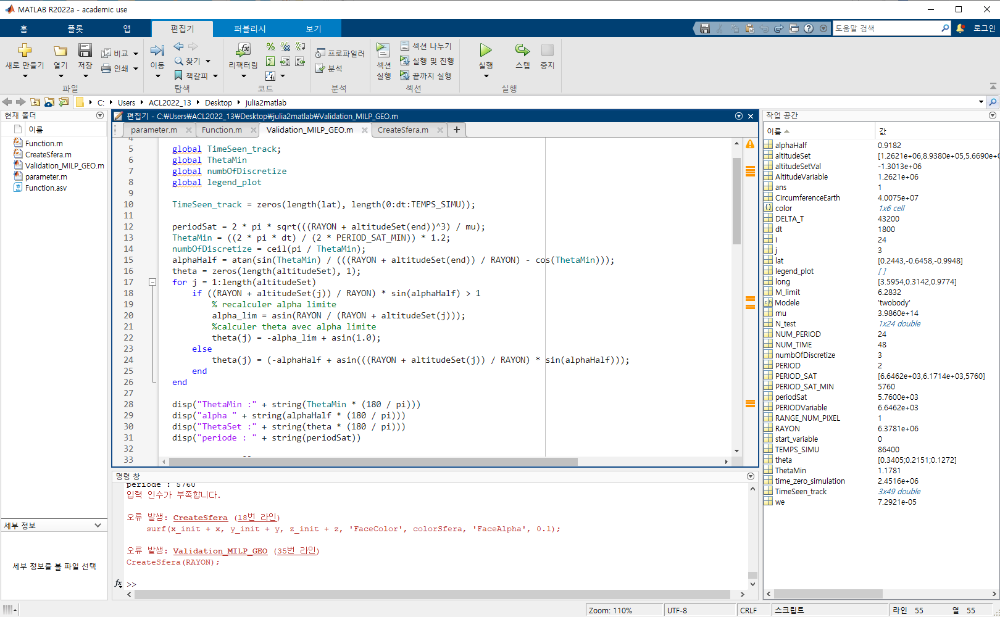 MATLAB R2022a - academic use
홈 플롯 앱 편집기 퍼블리시 보기
도움말 검색
로그인
새로 만들기 열기 저장 비교 인쇄
이동 찾기 책갈피
리팩터링
프로파일러
분석
섹션 실행
섹션 나누기
실행 및 진행
끝까지 실행
실행 스텝 중지
파일 탐색 코드 분석 섹션 실행
C: Users ACL2022_13 Desktop julia2matlab
현재 폴더
이름
Function.m
CreateSfera.m
Validation_MILP_GEO.m
parameter.m
Function.asv
세부 정보
세부 정보를 볼 파일 선택
편집기 - C:₩Users₩ACL2022_13₩Desktop₩julia2matlab₩Validation_MILP_GEO.m
parameter.m Function.m Validation_MILP_GEO.m CreateSfera.m
4
5 global TimeSeen_track;
6 global ThetaMin
7 global numbOfDiscretize
8 global legend_plot
9
10 TimeSeen_track = zeros(length(lat), length(0:dt:TEMPS_SIMU));
11
12 periodSat = 2 * pi * sqrt(((RAYON + altitudeSet(end))^3) / mu);
13 ThetaMin = ((2 * pi * dt) / (2 * PERIOD_SAT_MIN)) * 1.2;
14 numbOfDiscretize = ceil(pi / ThetaMin);
15 alphaHalf = atan(sin(ThetaMin) / (((RAYON + altitudeSet(end)) / RAYON) - cos(ThetaMin)));
16 theta = zeros(length(altitudeSet), 1);
17 for j = 1:length(altitudeSet)
18 if ((RAYON + altitudeSet(j)) / RAYON) * sin(alphaHalf) > 1
19 % recalculer alpha limite
20 alpha_lim = asin(RAYON / (RAYON + altitudeSet(j)));
21 %calculer theta avec alpha limite
22 theta(j) = -alpha_lim + asin(1.0);
23 else
24 theta(j) = (-alphaHalf + asin(((RAYON + altitudeSet(j)) / RAYON) * sin(alphaHalf)));
25 end
26 end
27
28 disp("ThetaMin :" + string(ThetaMin * (180 / pi)))
29 disp("alpha " + string(alphaHalf * (180 / pi)))
30 disp("ThetaSet :" + string(theta * (180 / pi)))
31 disp("periode : " + string(periodSat))
32
33
명령 창
periode : 5760
입력 인수가 부족합니다.
오류 발생: CreateSfera (18번 라인)
surf(x_init + x, y_init + y, z_init + z, 'FaceColor', colorSfera, 'FaceAlpha', 0.1);
오류 발생: Validation_MILP_GEO (35번 라인)
CreateSfera(RAYON);
fx >>
작업 공간
이름 값
alphaHalf 0.9182
altitudeSet [1.2621e+06,8.9380e+05,5.6690e+0
altitudeSetVal -1.3013e+06
AltitudeVariable 1.2621e+06
ans 1
CircumferenceEarth 4.0075e+07
color 1x6 cell
DELTA_T 43200
dt 1800
i 24
j 3
lat [0.2443,-0.6458,-0.9948]
legend_plot [ ]
long [3.5954,0.3142,0.9774]
M_limit 6.2832
Modele 'twobody'
mu 3.9860e+14
N_test 1x24 double
NUM_PERIOD 24
NUM_TIME 48
numbOfDiscretize 3
PERIOD 2
PERIOD_SAT [6.6462e+03,6.1714e+03,5760]
PERIOD_SAT_MIN 5760
periodSat 5.7600e+03
PERIODVariable 6.6462e+03
RANGE_NUM_PIXEL 1
RAYON 6.3781e+06
start_variable 0
TEMPS_SIMU 86400
theta [0.3405;0.2151;0.1272]
ThetaMin 1.1781
time_zero_simulation 2.4516e+06
TimeSeen_track 3x49 double
we 7.2921e-05
Zoom: 110% UTF-8 CRLF 스크립트 라인 55 열 55